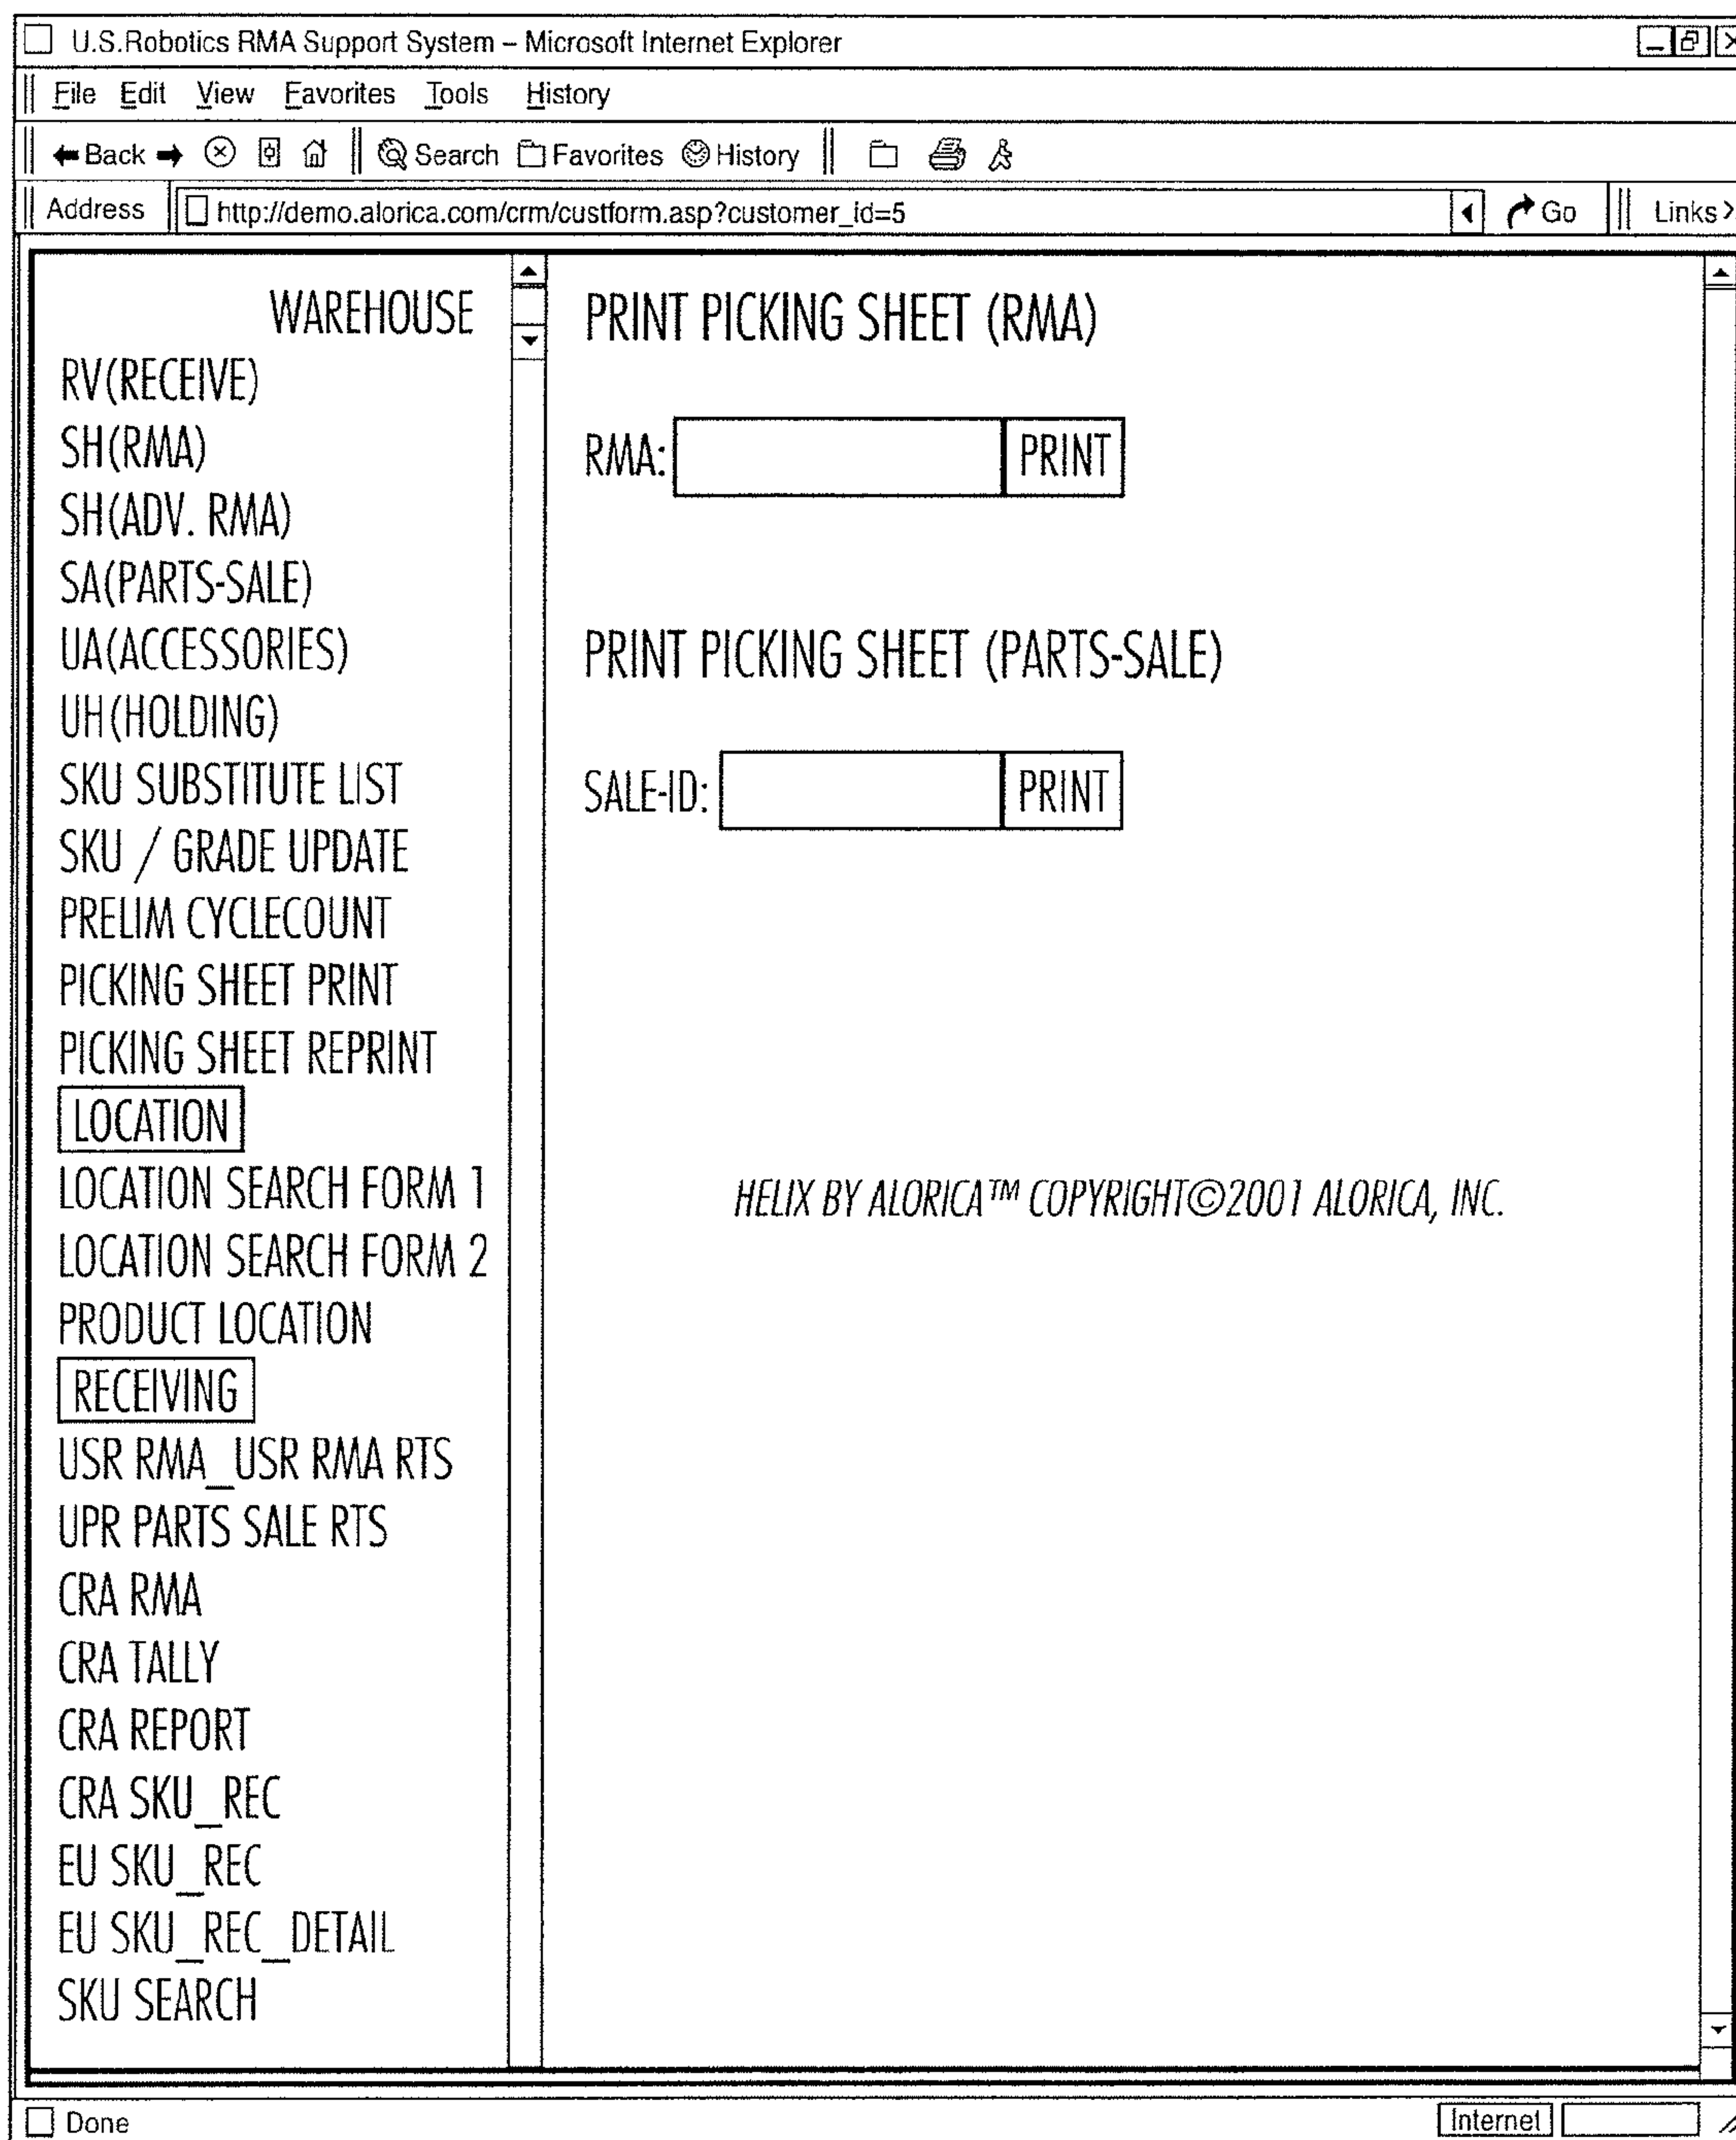 U.S.Robotics RMA Support System – Microsoft Internet Explorer
File Edit View Favorites Tools History
Back Search Favorites History
Address http://demo.alorica.com/crm/custform.asp?customer_id=5 Go Links
WAREHOUSE
RV(RECEIVE)
SH(RMA)
SH(ADV. RMA)
SA(PARTS-SALE)
UA(ACCESSORIES)
UH(HOLDING)
SKU SUBSTITUTE LIST
SKU / GRADE UPDATE
PRELIM CYCLECOUNT
PICKING SHEET PRINT
PICKING SHEET REPRINT
LOCATION
LOCATION SEARCH FORM 1
LOCATION SEARCH FORM 2
PRODUCT LOCATION
RECEIVING
USR RMA_USR RMA RTS
UPR PARTS SALE RTS
CRA RMA
CRA TALLY
CRA REPORT
CRA SKU_REC
EU SKU_REC
EU SKU_REC_DETAIL
SKU SEARCH
PRINT PICKING SHEET (RMA)
RMA: PRINT
PRINT PICKING SHEET (PARTS-SALE)
SALE-ID: PRINT
HELIX BY ALORICA™ COPYRIGHT©2001 ALORICA, INC.
Done Internet